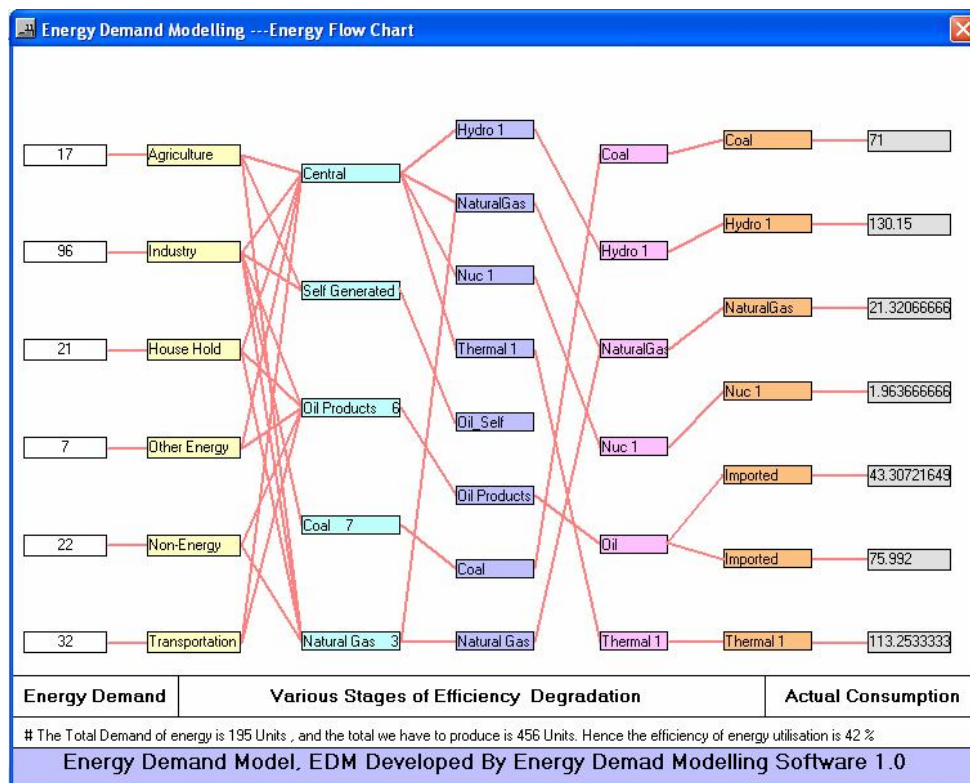 Energy Demand Modelling ---Energy Flow Chart
Hydro 1
Coal
71
17
Agriculture
Coal
Central
NaturalGas
Hydro 1
130.15
96
Industry
Hydro 1
Nuc 1
Self Generated
NaturalGas
21.32066666
21
House Hold
Thermal 1
NaturalGas
Nuc 1
1.963666666
Oil Products 6
Oil_Self
7
Other Energy
Nuc 1
Imported
43.30721649
Oil Products
Coal 7
22
Non-Energy
Oil
Imported
75.992
Coal
32
Transportation
Natural Gas 3
Natural Gas
Thermal 1
Thermal 1
113.2533333
Energy Demand
Various Stages of Efficiency Degradation
Actual Consumption
# The Total Demand of energy is 195 Units , and the total we have to produce is 456 Units. Hence the efficiency of energy utilisation is 42 %
Energy Demand Model, EDM Developed By Energy Demad Modelling Software 1.0